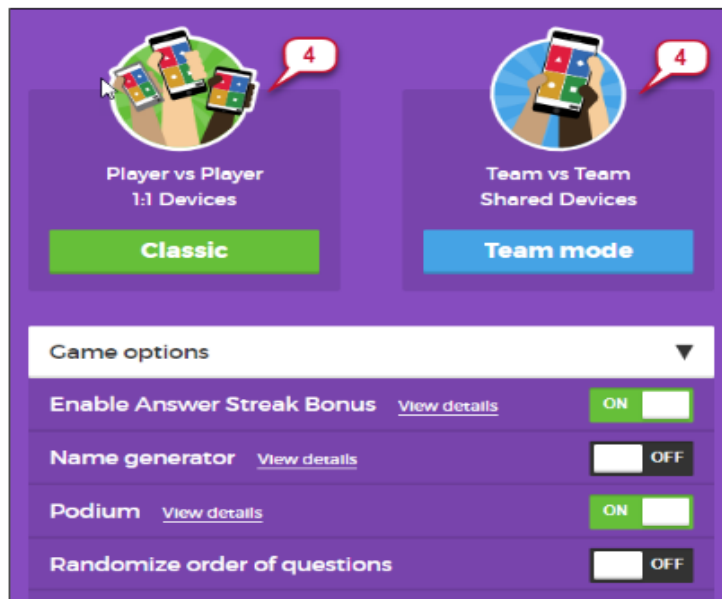 4
Player vs Player
1:1 Devices
Classic
4
Team vs Team
Shared Devices
Team mode
Game options
Enable Answer Streak Bonus View details ON
Name generator View details OFF
Podium View details ON
Randomize order of questions OFF